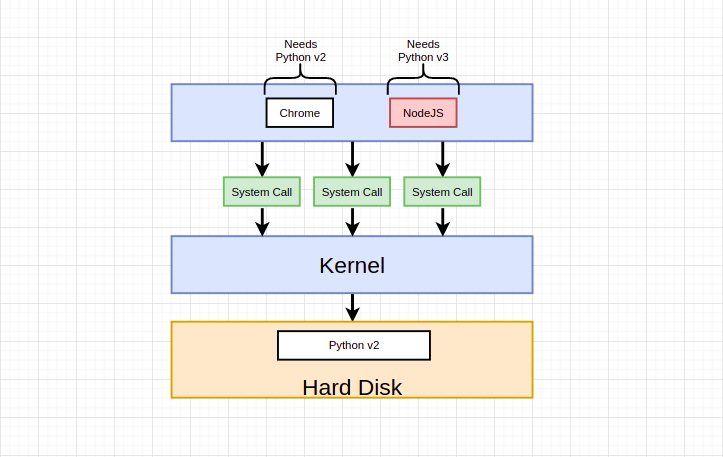 Needs
Python v2
Needs
Python v3
Chrome
NodeJS
System Call
System Call
System Call
Kernel
Python v2
Hard Disk